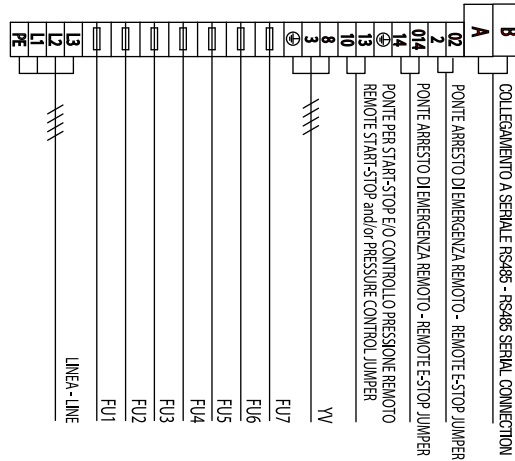 PE
L1
L2
L3
3
8
10
13
14
014
2
02
A
B
COLLEGAMENTO A SERIALE RS485 - RS485 SERIAL CONNECTION
PONTE ARRESTO DI EMERGENZA REMOTO - REMOTE E-STOP JUMPER
PONTE ARRESTO DI EMERGENZA REMOTO - REMOTE E-STOP JUMPER
PONTE PER START-STOP E/O CONTROLLO PRESSIONE REMOTO
REMOTE START-STOP and/or PRESSURE CONTROL JUMPER
YV
FU7
FU6
FU5
FU4
FU3
FU2
FU1
LINEA - LINE